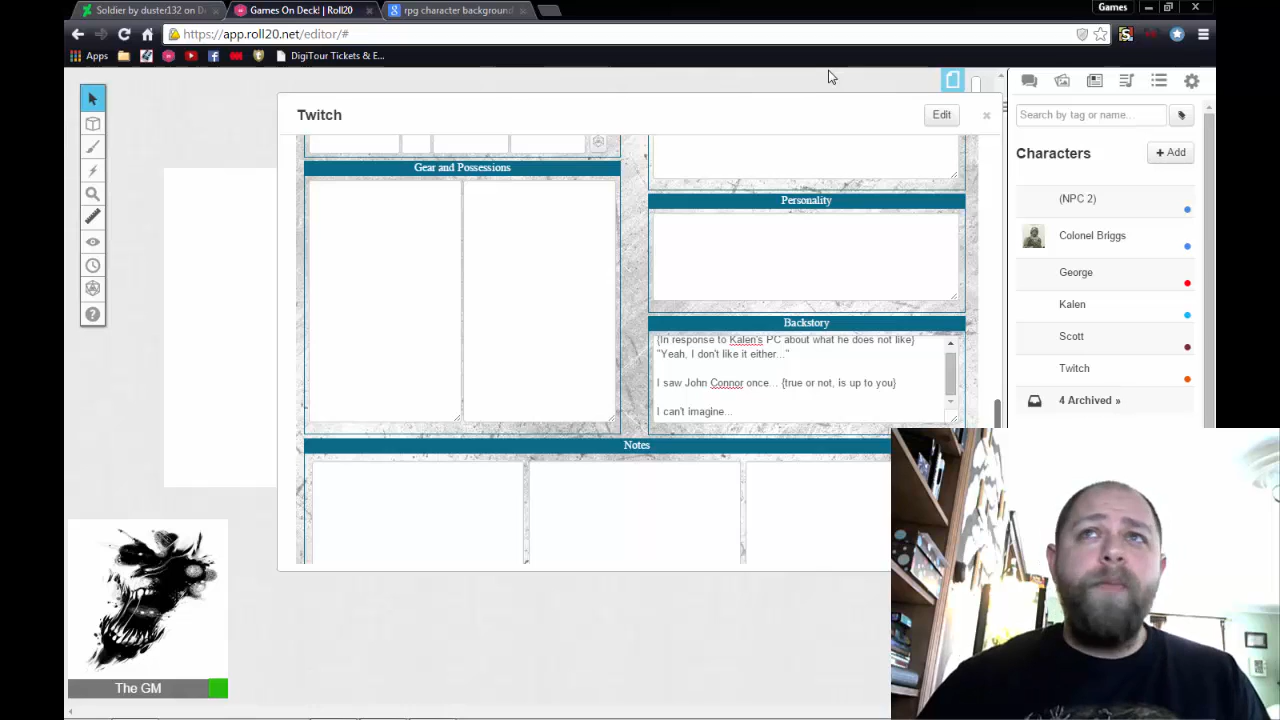 Soldier by duster132 on D
Games On Deck! | Roll20
rpg character background
Games
https://app.roll20.net/editor/#
Apps
DigiTour Tickets & E...
Twitch
Edit
Search by tag or name...
Characters
+ Add
Gear and Possessions
Personality
(NPC 2)
Colonel Briggs
George
Kalen
Scott
Twitch
4 Archived »
Backstory
{In response to Kalen's PC about what he does not like}
"Yeah, I don't like it either..."
I saw John Connor once... {true or not, is up to you}
I can't imagine...
Notes
The GM